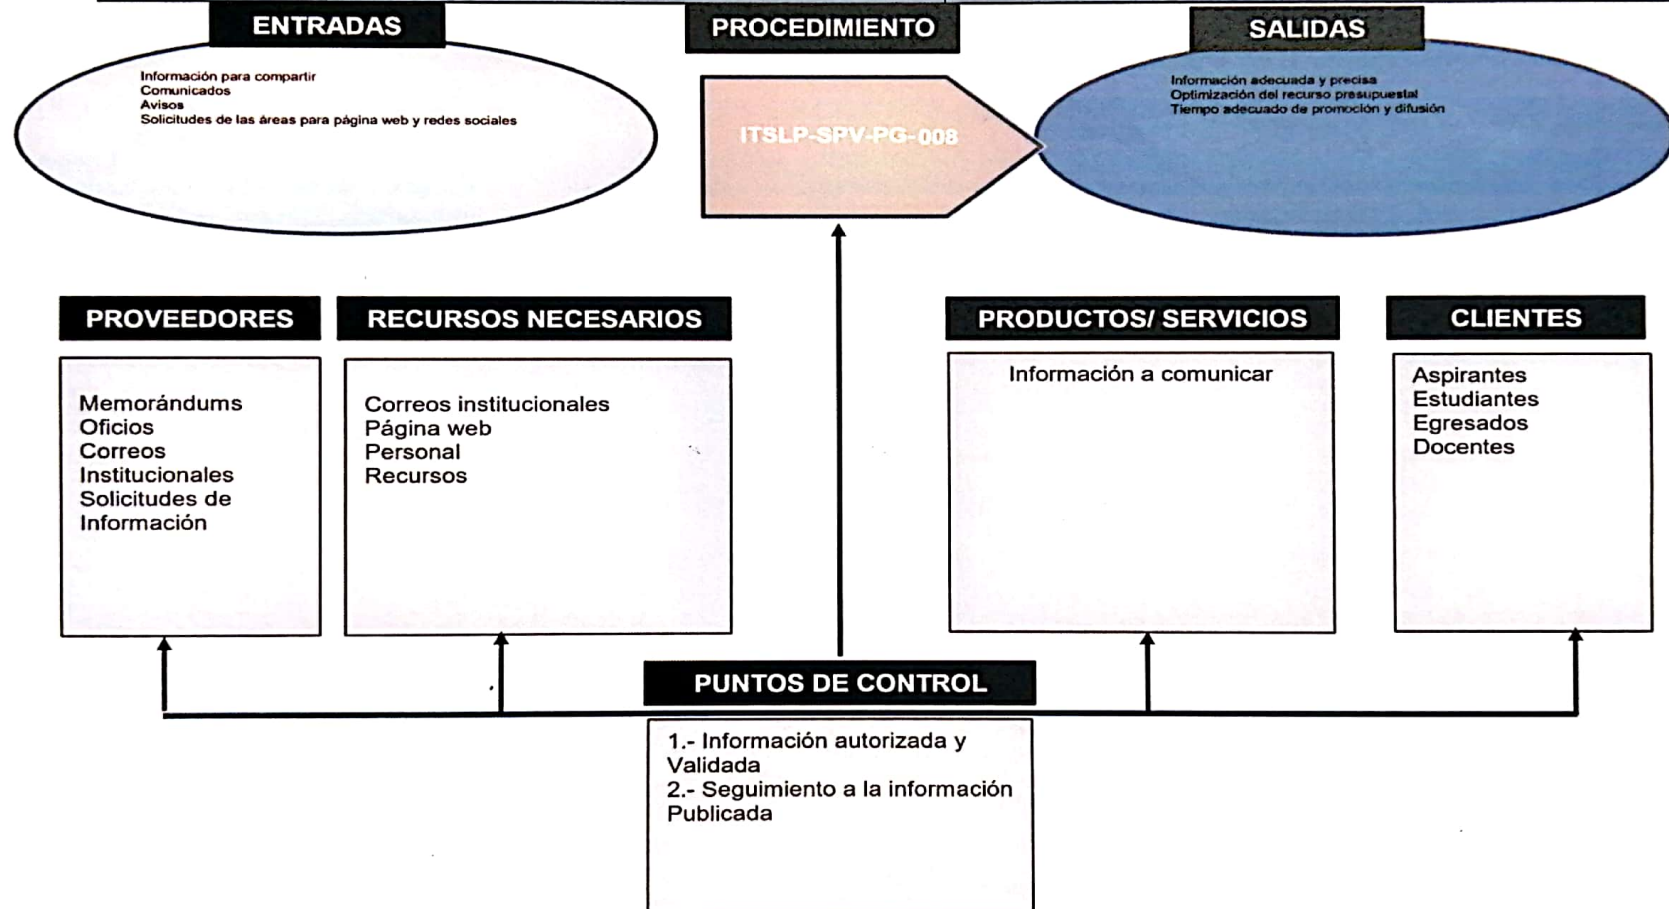 ENTRADAS
Información para compartir
Comunicados
Avisos
Solicitudes de las áreas para página web y redes sociales
PROCEDIMIENTO
ITSLP-SPV-PG-008
SALIDAS
Información adecuada y precisa
Optimización del recurso presupuestal
Tiempo adecuado de promoción y difusión
PROVEEDORES
Memorándums
Oficios
Correos
Institucionales
Solicitudes de
Información
RECURSOS NECESARIOS
Correos institucionales
Página web
Personal
Recursos
PRODUCTOS/ SERVICIOS
Información a comunicar
CLIENTES
Aspirantes
Estudiantes
Egresados
Docentes
PUNTOS DE CONTROL
1.- Información autorizada y
Validada
2.- Seguimiento a la información
Publicada